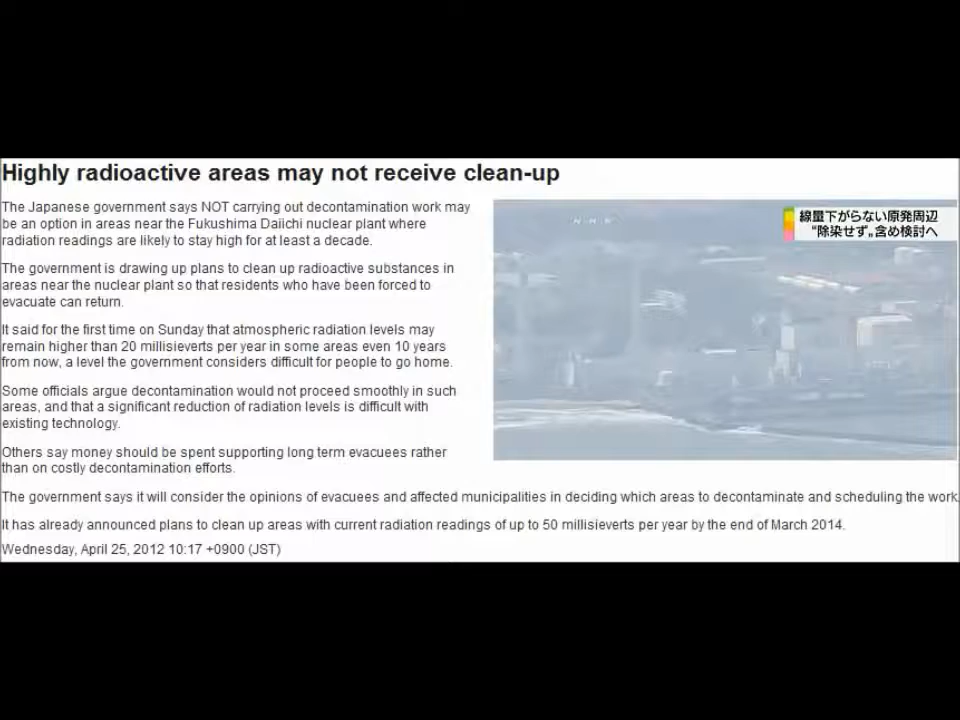 Highly radioactive areas may not receive clean-up
The Japanese government says NOT carrying out decontamination work may
be an option in areas near the Fukushima Daiichi nuclear plant where
radiation readings are likely to stay high for at least a decade.
The government is drawing up plans to clean up radioactive substances in
areas near the nuclear plant so that residents who have been forced to
evacuate can return.
It said for the first time on Sunday that atmospheric radiation levels may
remain higher than 20 millisieverts per year in some areas even 10 years
from now, a level the government considers difficult for people to go home.
Some officials argue decontamination would not proceed smoothly in such
areas, and that a significant reduction of radiation levels is difficult with
existing technology.
Others say money should be spent supporting long term evacuees rather
than on costly decontamination efforts.
NHK
線量下がらない原発周辺
"除染せず„含め検討へ
The government says it will consider the opinions of evacuees and affected municipalities in deciding which areas to decontaminate and scheduling the work.
It has already announced plans to clean up areas with current radiation readings of up to 50 millisieverts per year by the end of March 2014.
Wednesday, April 25, 2012 10:17 +0900 (JST)